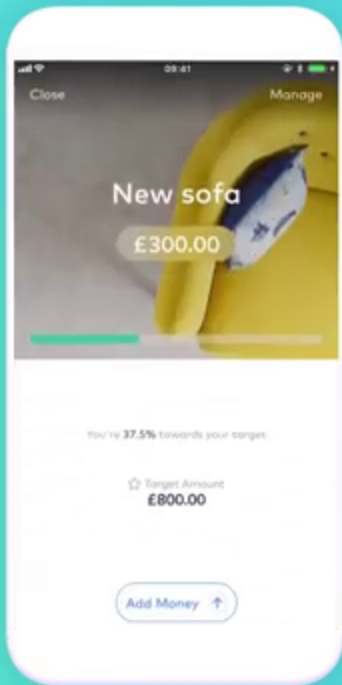 09:41
Close Manage
New sofa
£300.00
You're 37.5% towards your target
Target Amount
£800.00
Add Money